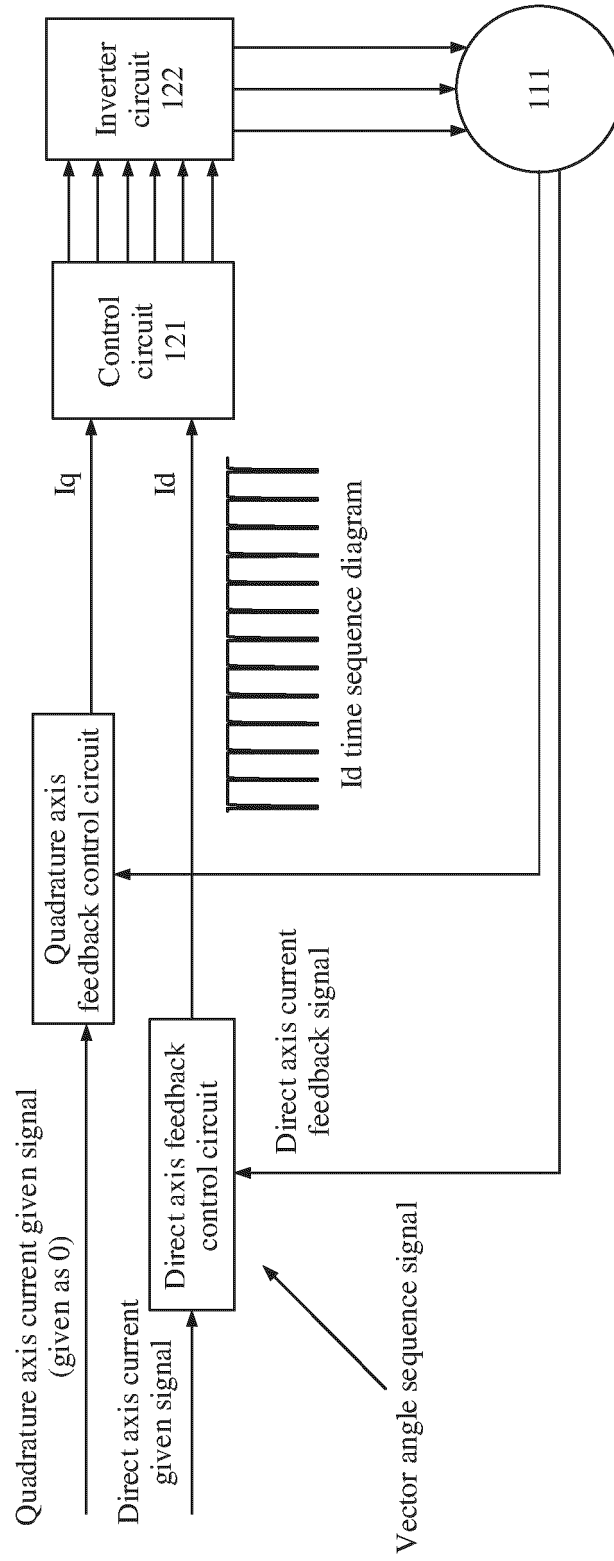 Quadrature axis current given signal
(given as 0)
Quadrature axis
feedback control circuit
Iq
Control
circuit
121
Inverter
circuit
122
Direct axis current
given signal
Direct axis feedback
control circuit
Id
Id time sequence diagram
Direct axis current
feedback signal
Vector angle sequence signal
111